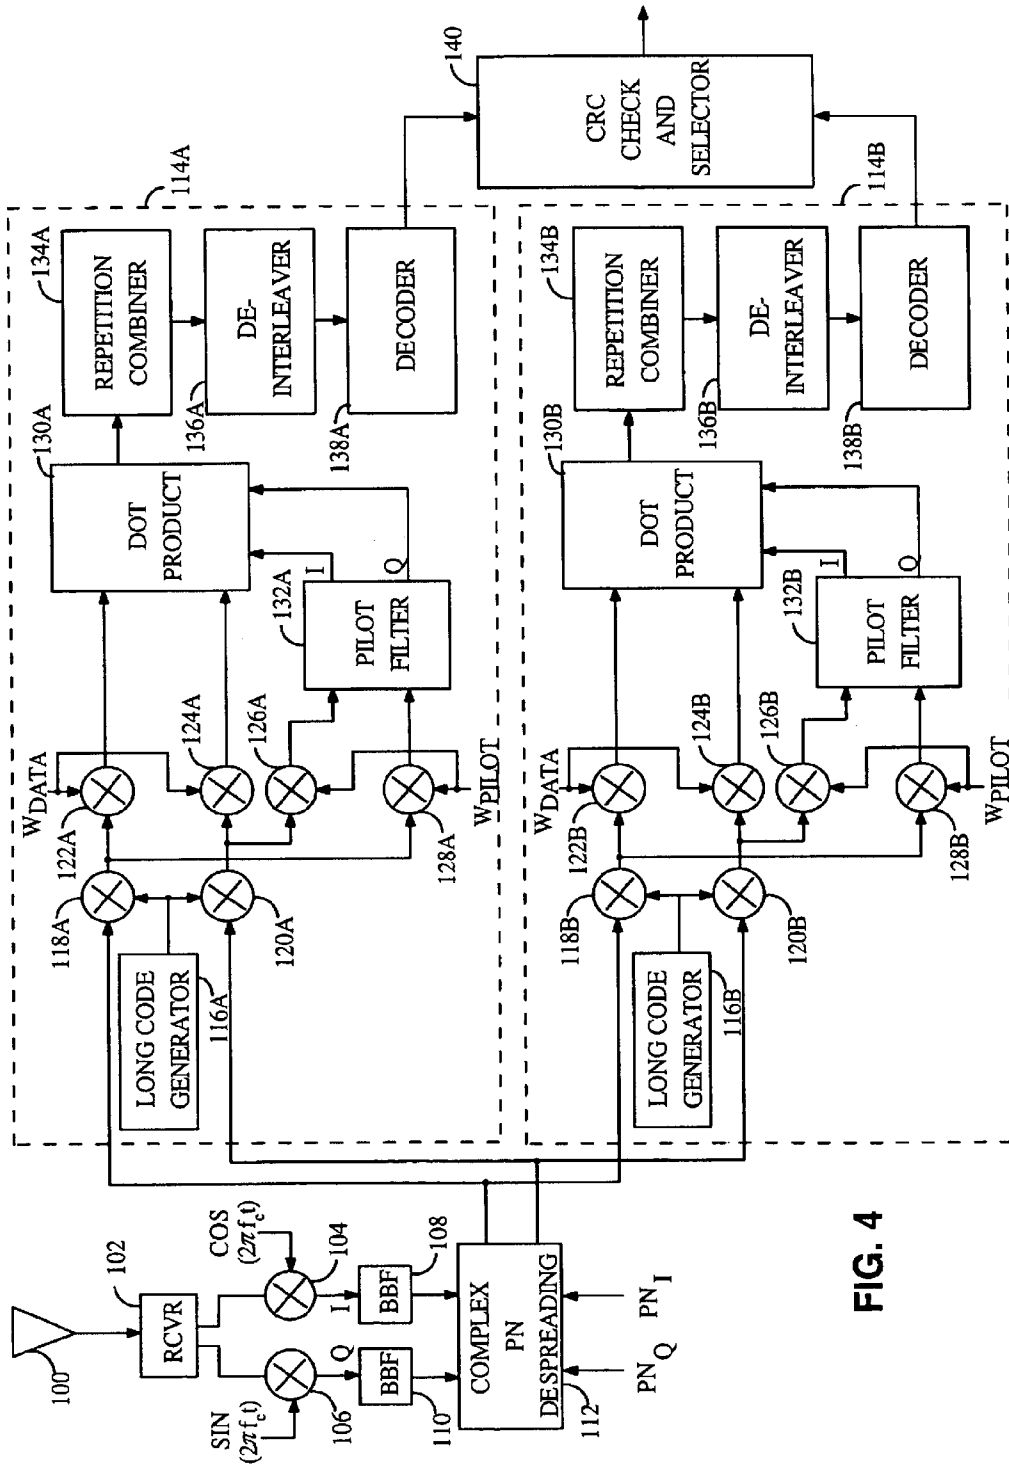 100
102
RCVR
SIN
(2πf_ct)
106
Q
COS
(2πf_ct)
104
I
110
BBF
108
BBF
COMPLEX
PN
DESPREADING
112
PN_Q
PN_I
114A
LONG CODE
GENERATOR
116A
118A
120A
122A
W_DATA
124A
126A
128A
W_PILOT
130A
DOT
PRODUCT
132A
PILOT
FILTER
I
Q
134A
REPETITION
COMBINER
136A
DE-
INTERLEAVER
138A
DECODER
114B
LONG CODE
GENERATOR
116B
118B
120B
122B
W_DATA
124B
126B
128B
W_PILOT
130B
DOT
PRODUCT
132B
PILOT
FILTER
I
Q
134B
REPETITION
COMBINER
136B
DE-
INTERLEAVER
138B
DECODER
140
CRC
CHECK
AND
SELECTOR
FIG. 4